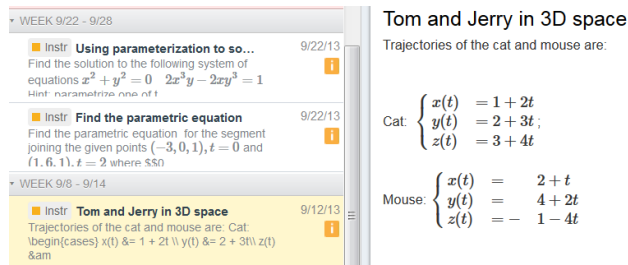 WEEK 9/22 - 9/28
Instr Using parameterization to so... 9/22/13
Find the solution to the following system of
equations x² + y² = 0 2x³y − 2xy³ = 1
Hint: parametrize one of t
Instr Find the parametric equation 9/22/13
Find the parametric equation for the segment
joining the given points (−3, 0, 1), t = 0 and
(1, 6, 1), t = 2 where $$0
WEEK 9/8 - 9/14
Instr Tom and Jerry in 3D space 9/12/13
Trajectories of the cat and mouse are: Cat:
\begin{cases} x(t) &= 1 + 2t \\ y(t) &= 2 + 3t\\ z(t)
&am
Tom and Jerry in 3D space
Trajectories of the cat and mouse are:
x(t) = 1 + 2t
Cat: { y(t) = 2 + 3t ;
z(t) = 3 + 4t
x(t) = 2 + t
Mouse: { y(t) = 4 + 2t
z(t) = − 1 − 4t